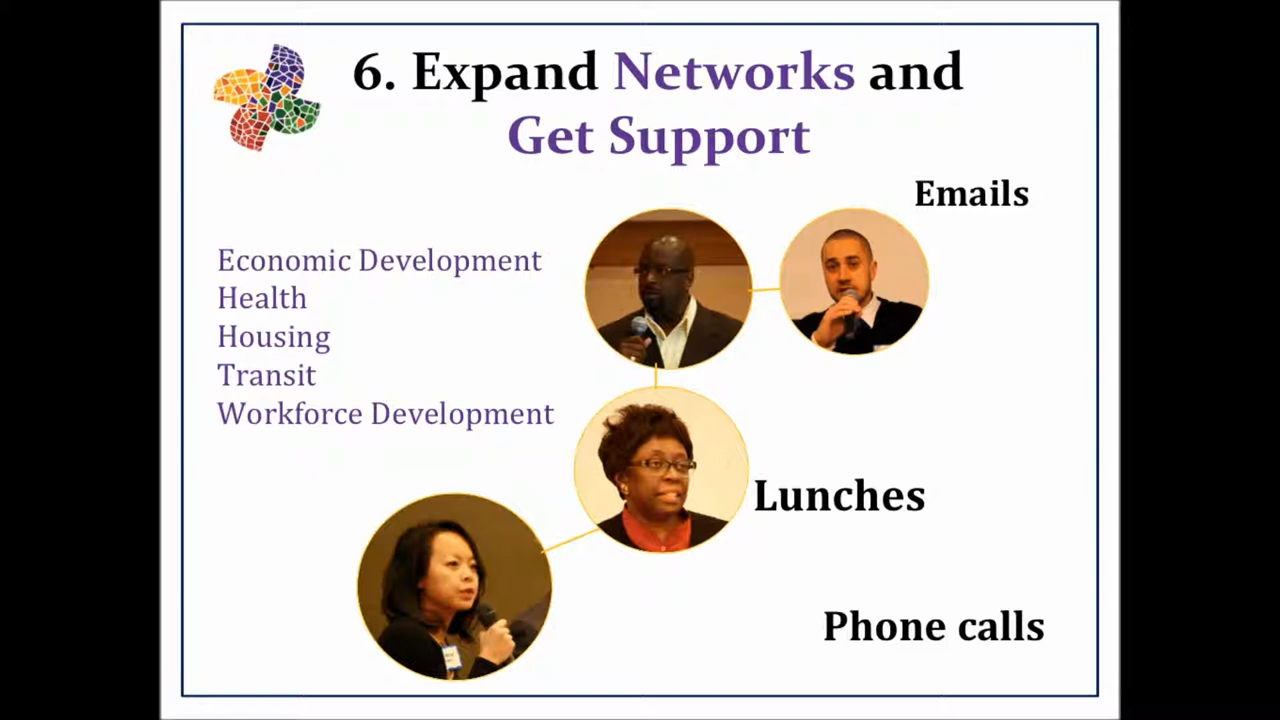 6. Expand Networks and
Get Support
Emails
Economic Development
Health
Housing
Transit
Workforce Development
Lunches
Phone calls